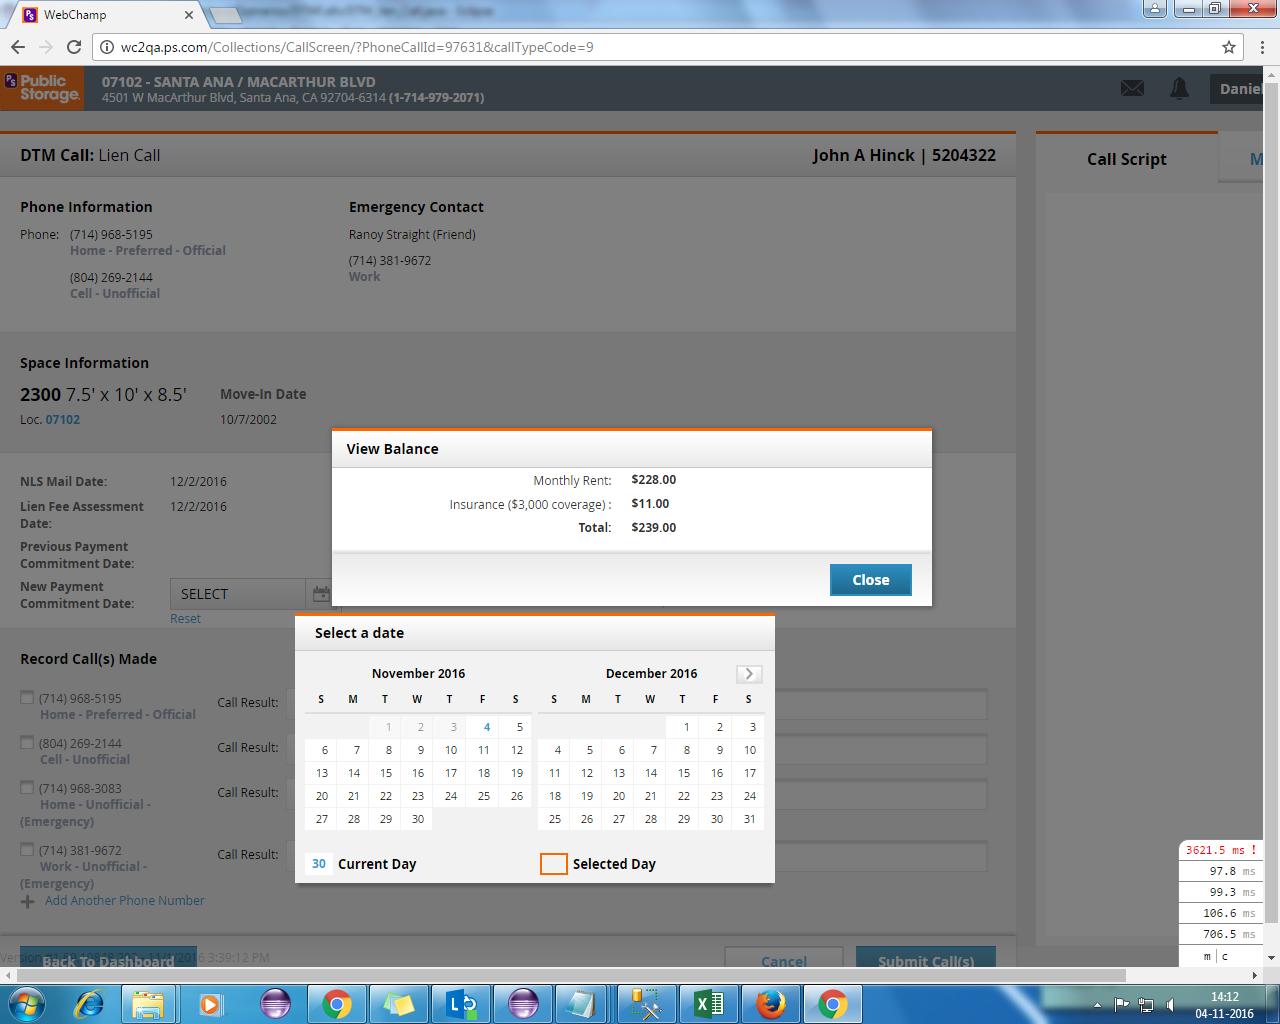 WebChamp
wc2qa.ps.com/Collections/CallScreen/?PhoneCallId=97631&callTypeCode=9
PS Public Storage.
07102 - SANTA ANA / MACARTHUR BLVD
4501 W MacArthur Blvd, Santa Ana, CA 92704-6314 (1-714-979-2071)
Daniel
DTM Call: Lien Call
John A Hinck | 5204322
Call Script
M
Phone Information
Emergency Contact
Phone: (714) 968-5195
Home - Preferred - Official
(804) 269-2144
Cell - Unofficial
Ranoy Straight (Friend)
(714) 381-9672
Work
Space Information
2300 7.5' x 10' x 8.5'
Move-In Date
Loc. 07102
10/7/2002
NLS Mail Date: 12/2/2016
Lien Fee Assessment Date: 12/2/2016
Previous Payment
Commitment Date:
New Payment
Commitment Date:
SELECT
Reset
View Balance
Monthly Rent: $228.00
Insurance ($3,000 coverage) : $11.00
Total: $239.00
Close
Record Call(s) Made
(714) 968-5195
Home - Preferred - Official
Call Result:
(804) 269-2144
Cell - Unofficial
Call Result:
(714) 968-3083
Home - Unofficial -
(Emergency)
Call Result:
(714) 381-9672
Work - Unofficial -
(Emergency)
Call Result:
Add Another Phone Number
Select a date
November 2016
S M T W T F S
1 2 3 4 5
6 7 8 9 10 11 12
13 14 15 16 17 18 19
20 21 22 23 24 25 26
27 28 29 30
December 2016
S M T W T F S
1 2 3
4 5 6 7 8 9 10
11 12 13 14 15 16 17
18 19 20 21 22 23 24
25 26 27 28 29 30 31
30 Current Day
Selected Day
Back To Dashboard
3:39:12 PM
Cancel
Submit Call(s)
3621.5 ms !
97.8 ms
99.3 ms
106.6 ms
706.5 ms
m | c
14:12
04-11-2016